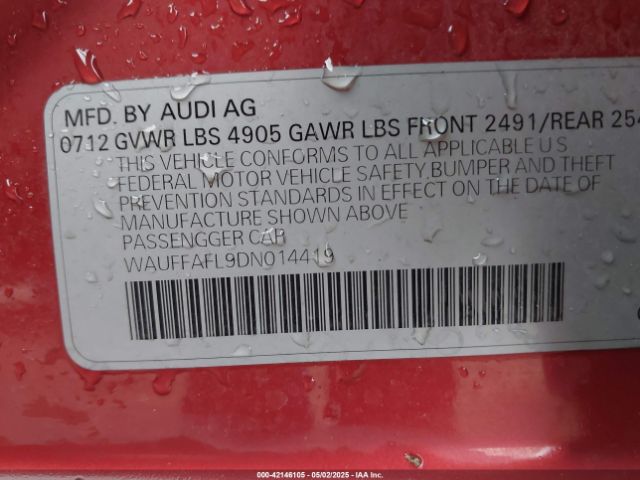 MFD. BY AUDI AG
0712 GVWR LBS 4905 GAWR LBS FRONT 2491/REAR 254
THIS VEHICLE CONFORMS TO ALL APPLICABLE U S
FEDERAL MOTOR VEHICLE SAFETY,BUMPER AND THEFT
PREVENTION STANDARDS IN EFFECT ON THE DATE OF
MANUFACTURE SHOWN ABOVE
PASSENGGER CAR
WAUFFAFL9DN014419
000-42146105 - 05/02/2025 - IAA Inc.